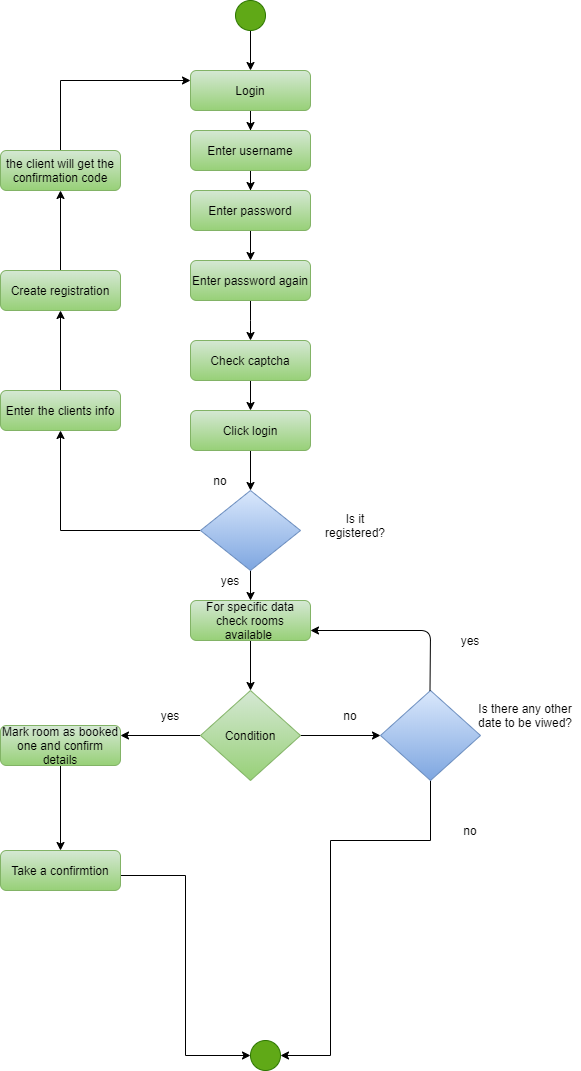 Login
Enter username
the client will get the
confirmation code
Enter password
Enter password again
Create registration
Check captcha
Enter the clients info
Click login
no
Is it
registered?
yes
For specific data
check rooms
available
yes
yes
no
Is there any other
date to be viwed?
Mark room as booked
one and confirm
details
Condition
no
Take a confirmtion